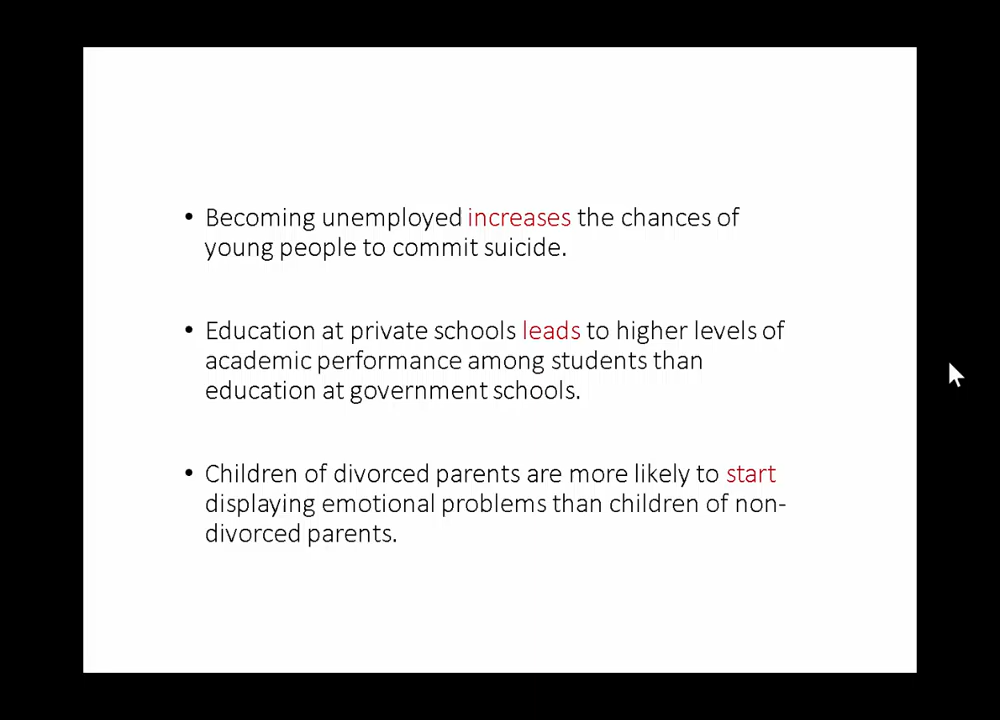 • Becoming unemployed increases the chances of
young people to commit suicide.
• Education at private schools leads to higher levels of
academic performance among students than
education at government schools.
• Children of divorced parents are more likely to start
displaying emotional problems than children of non-
divorced parents.